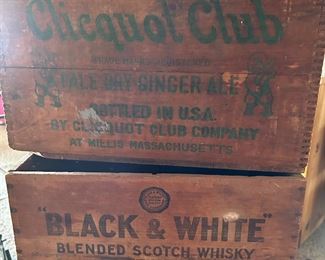 Clicquot Club
PALE DRY GINGER ALE
BOTTLED IN U.S.A.
BY CLICQUOT CLUB COMPANY
AT MILLIS MASSACHUSETTS
"BLACK & WHITE"
BLENDED SCOTCH WHISKY